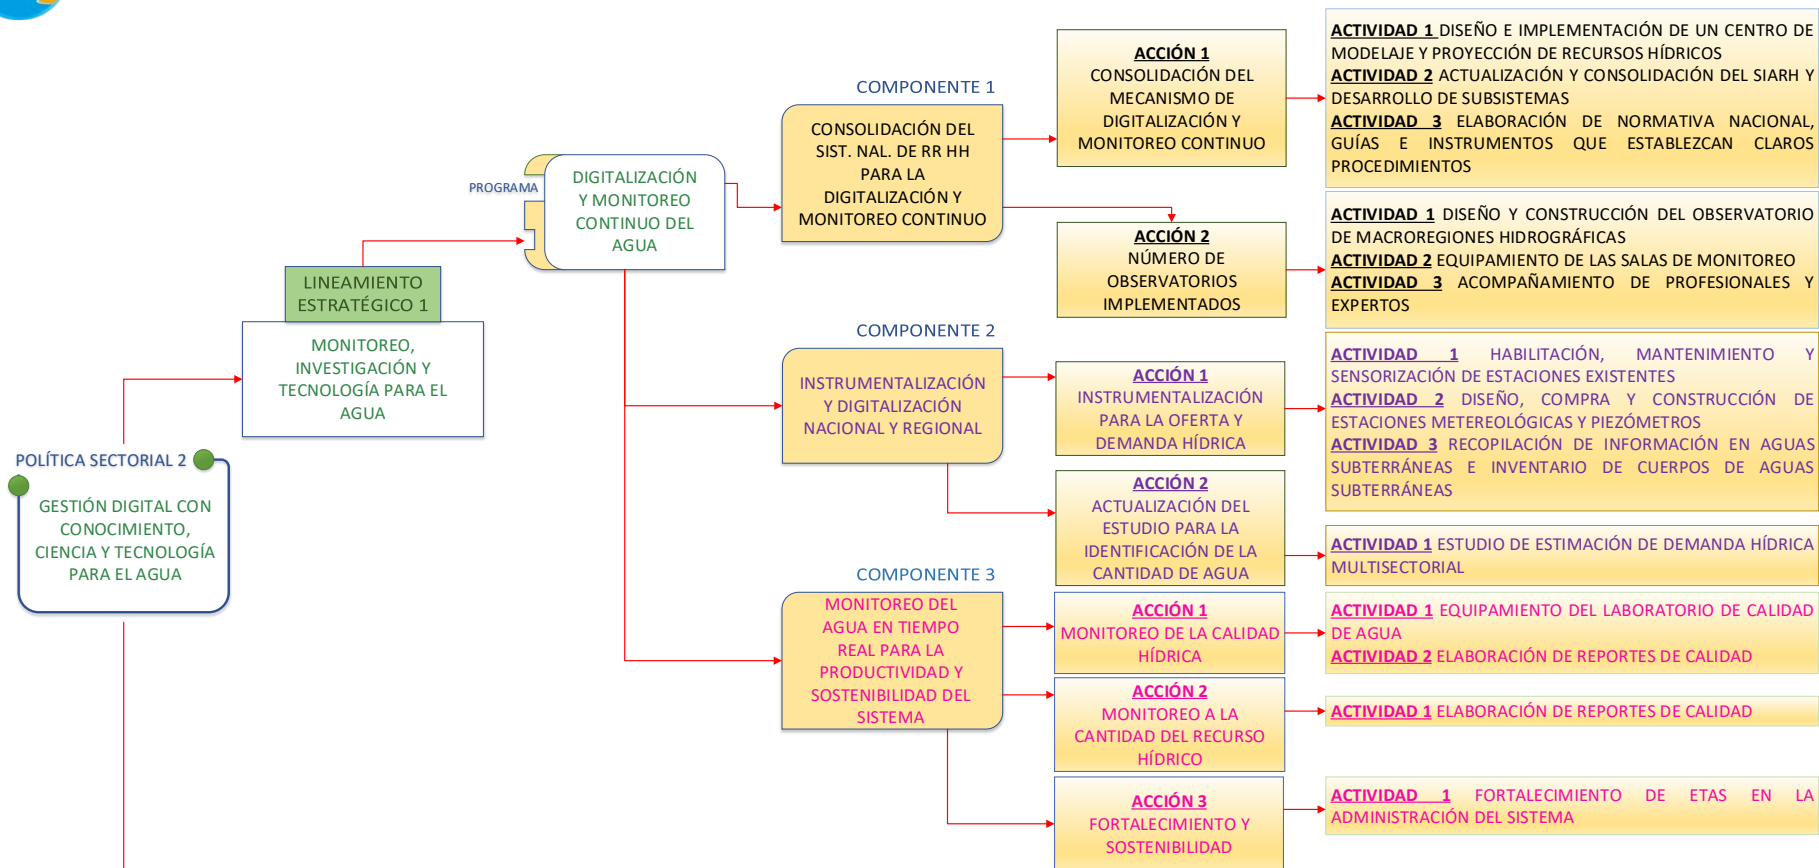 POLÍTICA SECTORIAL 2
GESTIÓN DIGITAL CON
CONOCIMIENTO,
CIENCIA Y TECNOLOGÍA
PARA EL AGUA
LINEAMIENTO
ESTRATÉGICO 1
MONITOREO,
INVESTIGACIÓN Y
TECNOLOGÍA PARA EL
AGUA
PROGRAMA
DIGITALIZACIÓN
Y MONITOREO
CONTINUO DEL
AGUA
COMPONENTE 1
CONSOLIDACIÓN DEL
SIST. NAL. DE RR HH
PARA LA
DIGITALIZACIÓN Y
MONITOREO CONTINUO
ACCIÓN 1
CONSOLIDACIÓN DEL
MECANISMO DE
DIGITALIZACIÓN Y
MONITOREO CONTINUO
ACTIVIDAD 1 DISEÑO E IMPLEMENTACIÓN DE UN CENTRO DE
MODELAJE Y PROYECCIÓN DE RECURSOS HÍDRICOS
ACTIVIDAD 2 ACTUALIZACIÓN Y CONSOLIDACIÓN DEL SIARH Y
DESARROLLO DE SUBSISTEMAS
ACTIVIDAD 3 ELABORACIÓN DE NORMATIVA NACIONAL,
GUÍAS E INSTRUMENTOS QUE ESTABLEZCAN CLAROS
PROCEDIMIENTOS
ACCIÓN 2
NÚMERO DE
OBSERVATORIOS
IMPLEMENTADOS
ACTIVIDAD 1 DISEÑO Y CONSTRUCCIÓN DEL OBSERVATORIO
DE MACROREGIONES HIDROGRÁFICAS
ACTIVIDAD 2 EQUIPAMIENTO DE LAS SALAS DE MONITOREO
ACTIVIDAD 3 ACOMPAÑAMIENTO DE PROFESIONALES Y
EXPERTOS
COMPONENTE 2
INSTRUMENTALIZACIÓN
Y DIGITALIZACIÓN
NACIONAL Y REGIONAL
ACCIÓN 1
INSTRUMENTALIZACIÓN
PARA LA OFERTA Y
DEMANDA HÍDRICA
ACTIVIDAD 1 HABILITACIÓN, MANTENIMIENTO Y
SENSORIZACIÓN DE ESTACIONES EXISTENTES
ACTIVIDAD 2 DISEÑO, COMPRA Y CONSTRUCCIÓN DE
ESTACIONES METEREOLÓGICAS Y PIEZÓMETROS
ACTIVIDAD 3 RECOPILACIÓN DE INFORMACIÓN EN AGUAS
SUBTERRÁNEAS E INVENTARIO DE CUERPOS DE AGUAS
SUBTERRÁNEAS
ACCIÓN 2
ACTUALIZACIÓN DEL
ESTUDIO PARA LA
IDENTIFICACIÓN DE LA
CANTIDAD DE AGUA
ACTIVIDAD 1 ESTUDIO DE ESTIMACIÓN DE DEMANDA HÍDRICA
MULTISECTORIAL
COMPONENTE 3
MONITOREO DEL
AGUA EN TIEMPO
REAL PARA LA
PRODUCTIVIDAD Y
SOSTENIBILIDAD DEL
SISTEMA
ACCIÓN 1
MONITOREO DE LA CALIDAD
HÍDRICA
ACTIVIDAD 1 EQUIPAMIENTO DEL LABORATORIO DE CALIDAD
DE AGUA
ACTIVIDAD 2 ELABORACIÓN DE REPORTES DE CALIDAD
ACCIÓN 2
MONITOREO A LA
CANTIDAD DEL RECURSO
HÍDRICO
ACTIVIDAD 1 ELABORACIÓN DE REPORTES DE CALIDAD
ACCIÓN 3
FORTALECIMIENTO Y
SOSTENIBILIDAD
ACTIVIDAD 1 FORTALECIMIENTO DE ETAS EN LA
ADMINISTRACIÓN DEL SISTEMA